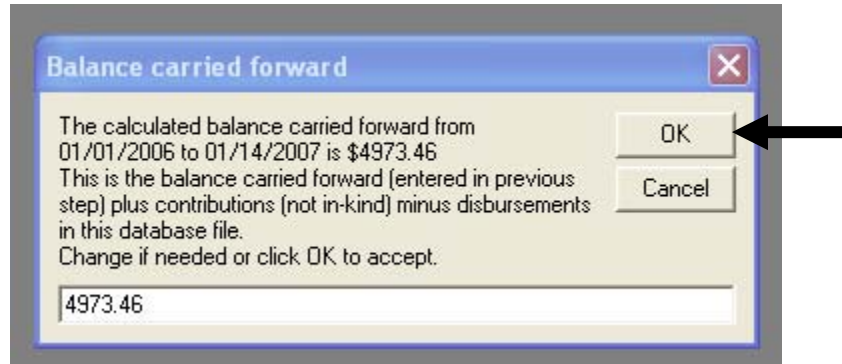 Balance carried forward
The calculated balance carried forward from
01/01/2006 to 01/14/2007 is $4973.46
This is the balance carried forward (entered in previous
step) plus contributions (not in-kind) minus disbursements
in this database file.
Change if needed or click OK to accept.
OK
Cancel
4973.46